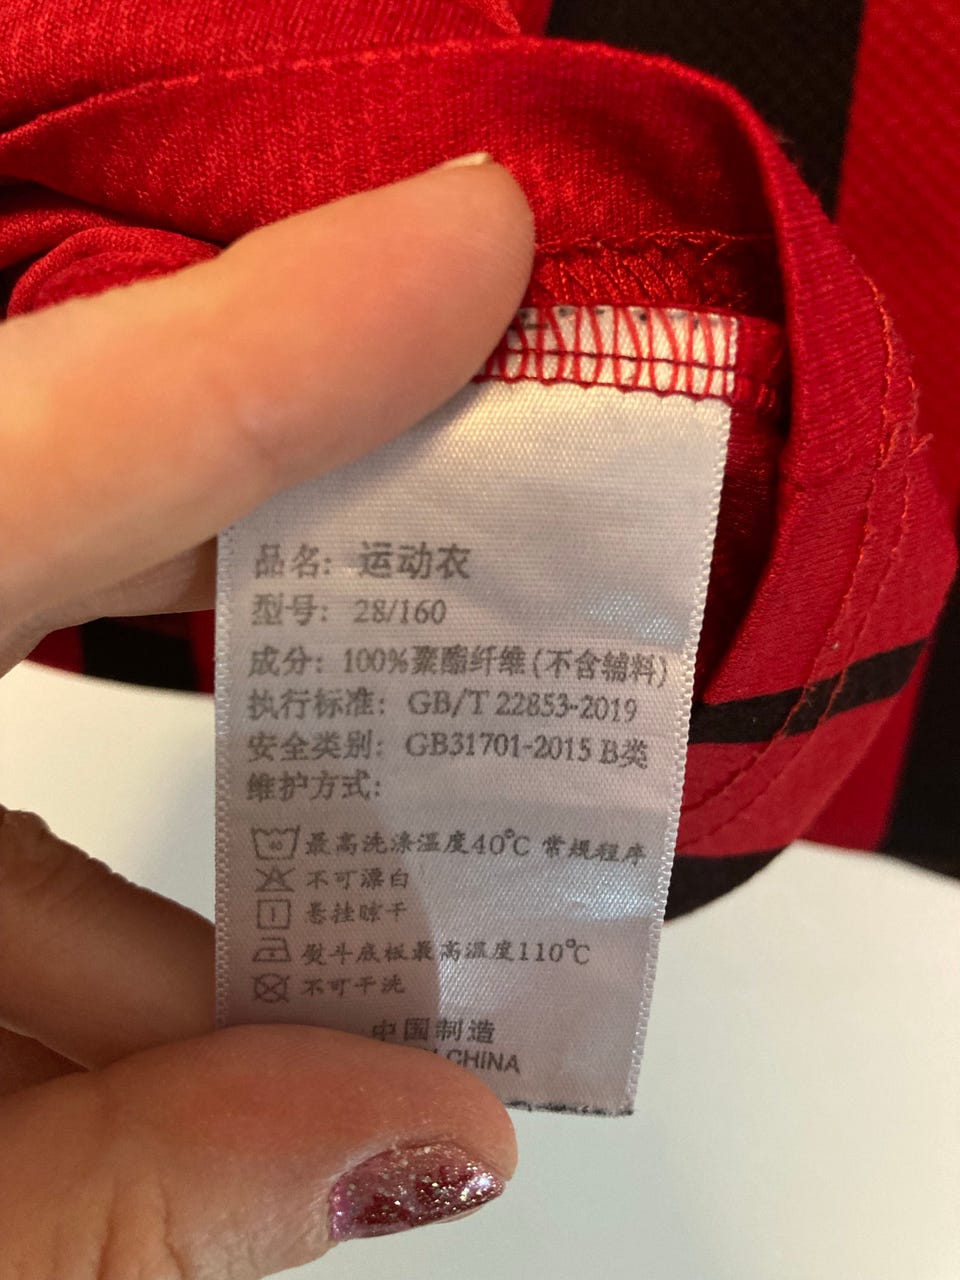 品名: 运动衣
型号: 28/160
成分: 100%聚酯纤维(不含辅料)
执行标准: GB/T 22853-2019
安全类别: GB31701-2015 B类
维护方式:
40 最高洗涤温度40℃ 常规程序
不可漂白
悬挂晾干
熨斗底板最高温度110℃
不可干洗
中国制造
CHINA